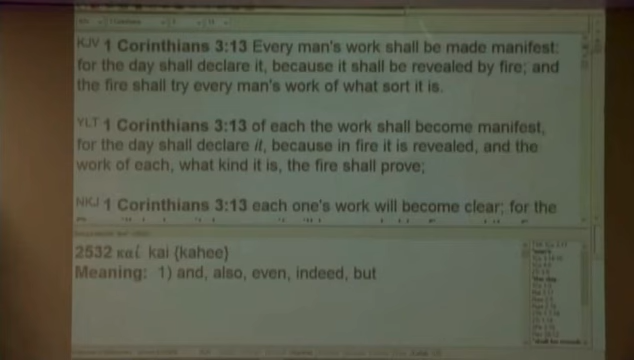 KJV 1 Corinthians 3:13 Every man's work shall be made manifest:
for the day shall declare it, because it shall be revealed by fire; and
the fire shall try every man's work of what sort it is.
YLT 1 Corinthians 3:13 of each the work shall become manifest,
for the day shall declare it, because in fire it is revealed, and the
work of each, what kind it is, the fire shall prove;
NKJ 1 Corinthians 3:13 each one's work will become clear; for the
2532 καί kai {kahee}
Meaning: 1) and, also, even, indeed, but